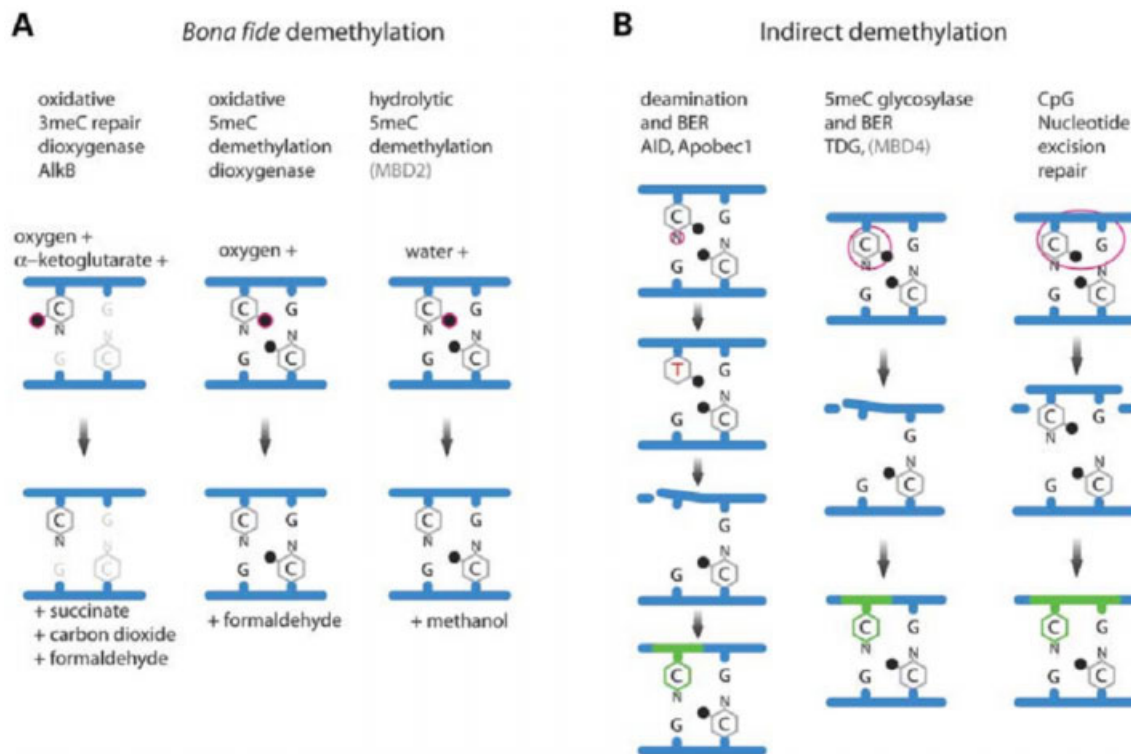 A
Bona fide demethylation
oxidative
3meC repair
dioxygenase
AlkB
oxygen +
α−ketoglutarate +
C
N
G
G
N
C
C
N
G
G
N
C
+ succinate
+ carbon dioxide
+ formaldehyde
oxidative
5meC
demethylation
dioxygenase
oxygen +
C
N
G
G
N
C
C
N
G
G
N
C
+ formaldehyde
hydrolytic
5meC
demethylation
(MBD2)
water +
C
N
G
G
N
C
C
N
G
G
N
C
+ methanol
B
Indirect demethylation
deamination
and BER
AID, Apobec1
C
N
G
G
N
C
T
G
G
N
C
G
G
N
C
C
N
G
G
N
C
5meC glycosylase
and BER
TDG, (MBD4)
C
N
G
G
N
C
G
G
N
C
C
N
G
G
N
C
CpG
Nucleotide
excision
repair
C
N
G
G
N
C
C
N
G
G
N
C
C
N
G
G
N
C